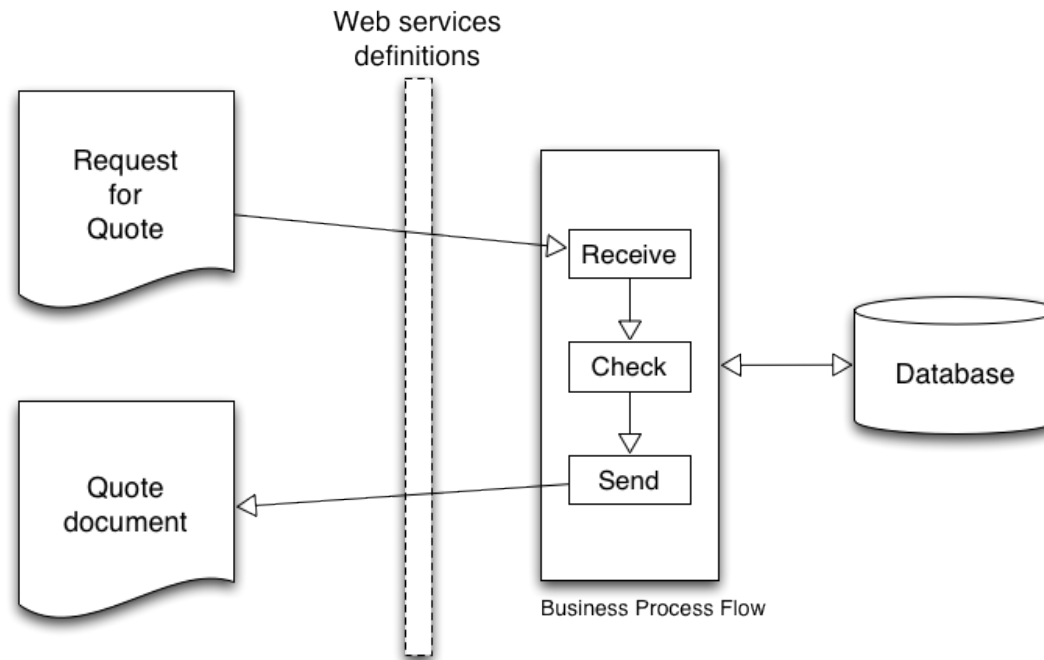 Web services
definitions
Request
for
Quote
Receive
Check
Database
Send
Quote
document
Business Process Flow